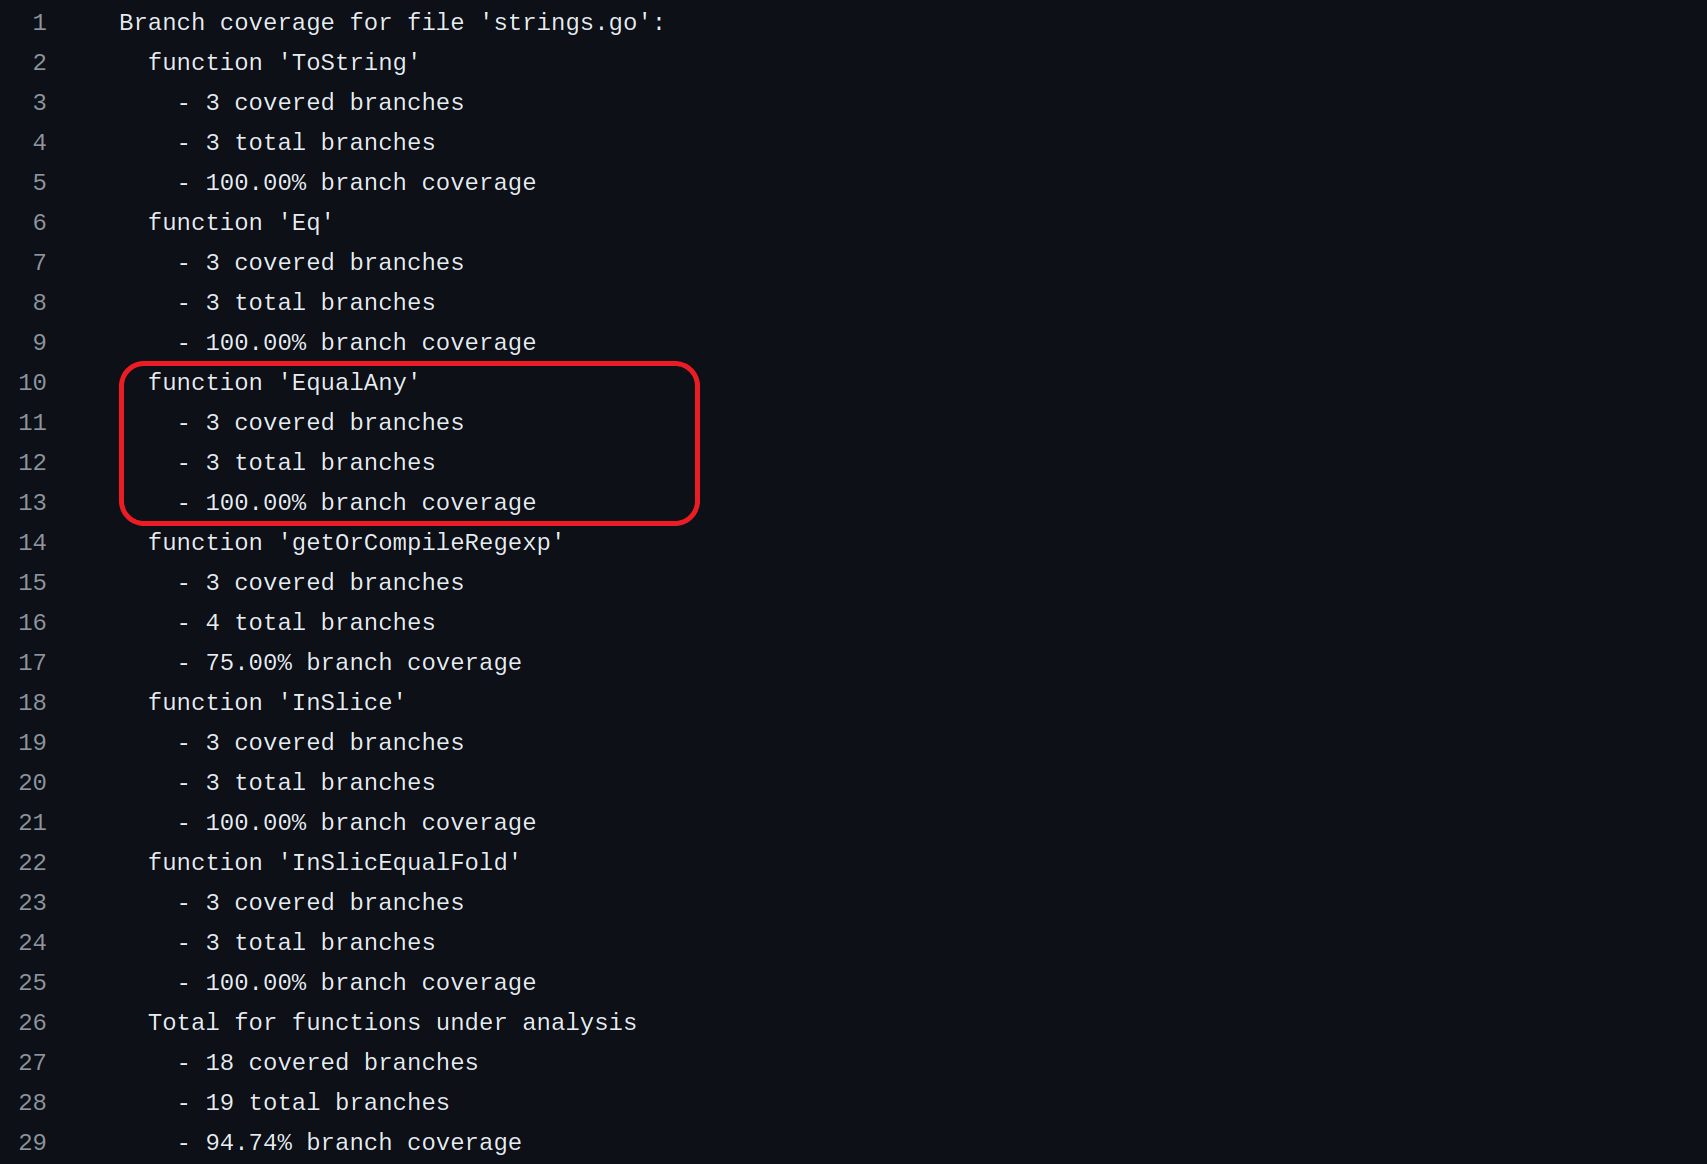 1 Branch coverage for file 'strings.go':
2 function 'ToString'
3 - 3 covered branches
4 - 3 total branches
5 - 100.00% branch coverage
6 function 'Eq'
7 - 3 covered branches
8 - 3 total branches
9 - 100.00% branch coverage
10 function 'EqualAny'
11 - 3 covered branches
12 - 3 total branches
13 - 100.00% branch coverage
14 function 'getOrCompileRegexp'
15 - 3 covered branches
16 - 4 total branches
17 - 75.00% branch coverage
18 function 'InSlice'
19 - 3 covered branches
20 - 3 total branches
21 - 100.00% branch coverage
22 function 'InSlicEqualFold'
23 - 3 covered branches
24 - 3 total branches
25 - 100.00% branch coverage
26 Total for functions under analysis
27 - 18 covered branches
28 - 19 total branches
29 - 94.74% branch coverage